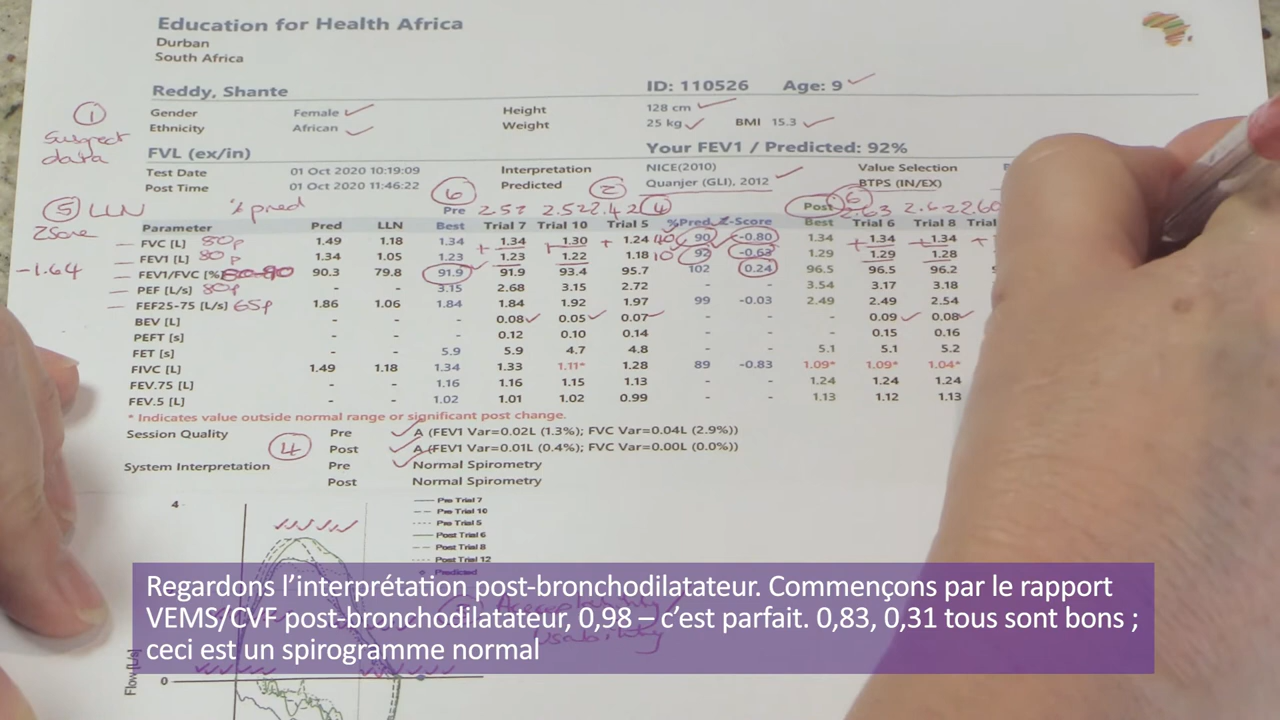 Education for Health Africa
Durban
South Africa
Reddy, Shante ID: 110526 Age: 9
Gender Female Height 128 cm
Ethnicity African Weight 25 kg BMI 15.3
1
Suspect
data
FVL (ex/in) Your FEV1 / Predicted: 92%
Test Date 01 Oct 2020 10:19:09 Interpretation NICE(2010) Value Selection
Post Time 01 Oct 2020 11:46:22 Predicted Quanjer (GLI), 2012 BTPS (IN/EX)
5 LLN % pred 6 2 4 6
ZScore Pre 2.57 2.52 2.42 Post 2.63 2.62 2.60
Parameter Pred LLN Best Trial 7 Trial 10 Trial 5 %Pred Z-Score Best Trial 6 Trial 8 Trial
FVC [L] 80p 1.49 1.18 1.34 1.34 1.30 1.24 90 -0.80 1.34 1.34 1.34
FEV1 [L] 80p 1.34 1.05 1.23 1.23 1.22 1.18 92 -0.63 1.29 1.29 1.28
-1.64 FEV1/FVC [%] 90.3 79.8 91.9 91.9 93.4 95.7 102 0.24 96.5 96.5 96.2
PEF [L/s] 80p - - 3.15 2.68 3.15 2.72 - - 3.54 3.17 3.18
FEF25-75 [L/s] 65p 1.86 1.06 1.84 1.84 1.92 1.97 99 -0.03 2.49 2.49 2.54
BEV [L] - - 0.08 0.05 0.07 - - - 0.09 0.08
PEFT [s] 0.12 0.10 0.14 0.15 0.16
FET [s] - - 5.9 5.9 4.7 4.8 - - 5.1 5.1 5.2
FIVC [L] 1.49 1.18 1.34 1.33 1.11* 1.28 89 -0.83 1.09* 1.09* 1.04*
FEV.75 [L] - - 1.16 1.16 1.15 1.13 - - 1.24 1.24 1.24
FEV.5 [L] - - 1.02 1.01 1.02 0.99 - - 1.13 1.12 1.13
* Indicates value outside normal range or significant post change.
Session Quality Pre A (FEV1 Var=0.02L (1.3%); FVC Var=0.04L (2.9%))
4 Post A (FEV1 Var=0.01L (0.4%); FVC Var=0.00L (0.0%))
System Interpretation Pre Normal Spirometry
Post Normal Spirometry
4
Pre Trial 7
Pre Trial 10
Pre Trial 5
Post Trial 6
Post Trial 8
Post Trial 12
Predicted
Regardons l'interprétation post-bronchodilatateur. Commençons par le rapport
VEMS/CVF post-bronchodilatateur, 0,98 – c'est parfait. 0,83, 0,31 tous sont bons ;
ceci est un spirogramme normal
Flow [L/s]
0